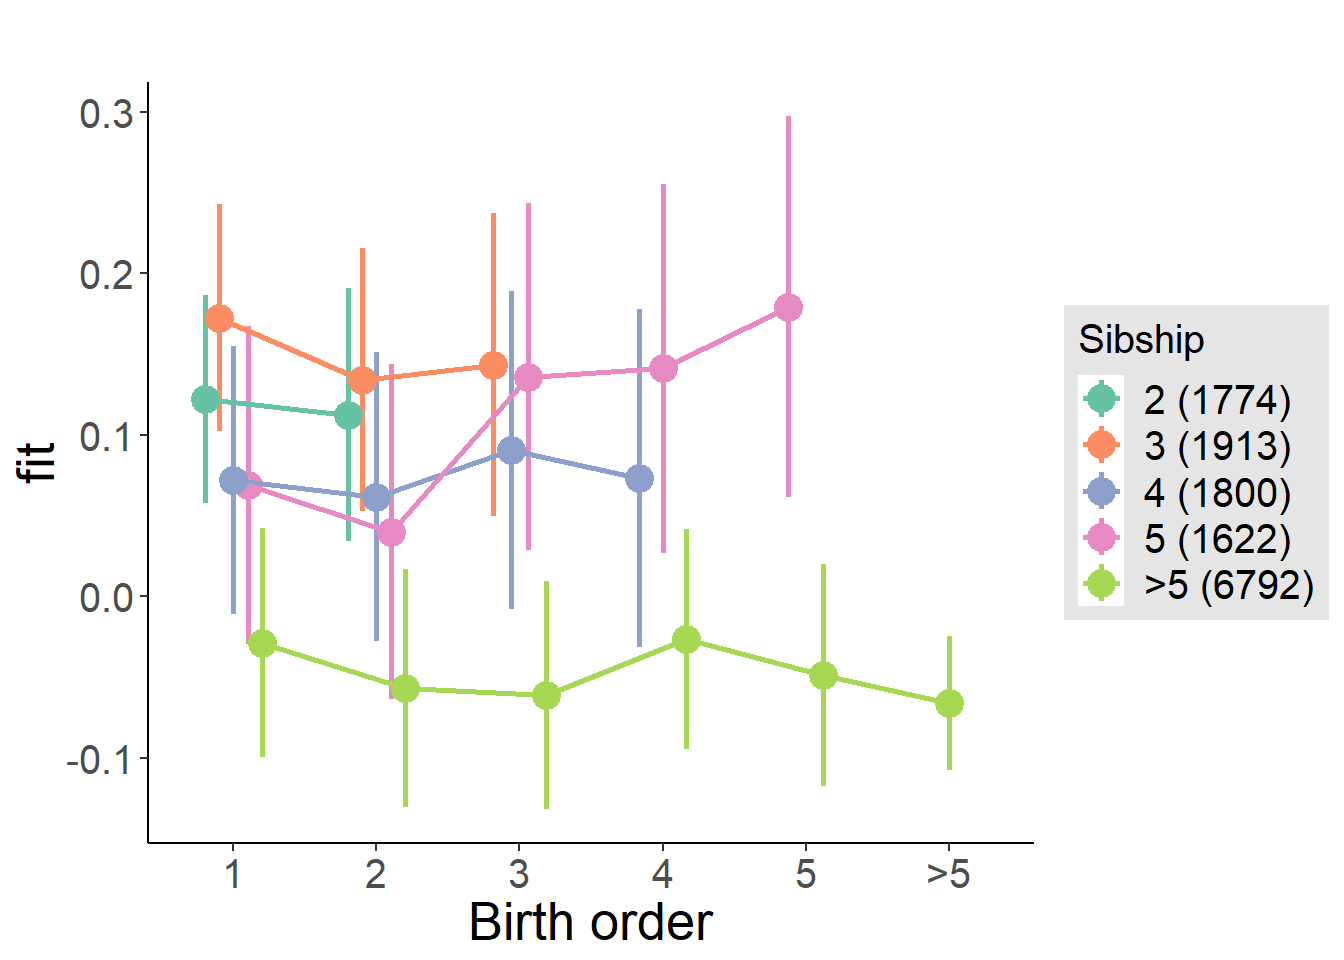 0.3
0.2
0.1
0.0
-0.1
fit
1 2 3 4 5 >5
Birth order
Sibship
2 (1774)
3 (1913)
4 (1800)
5 (1622)
>5 (6792)